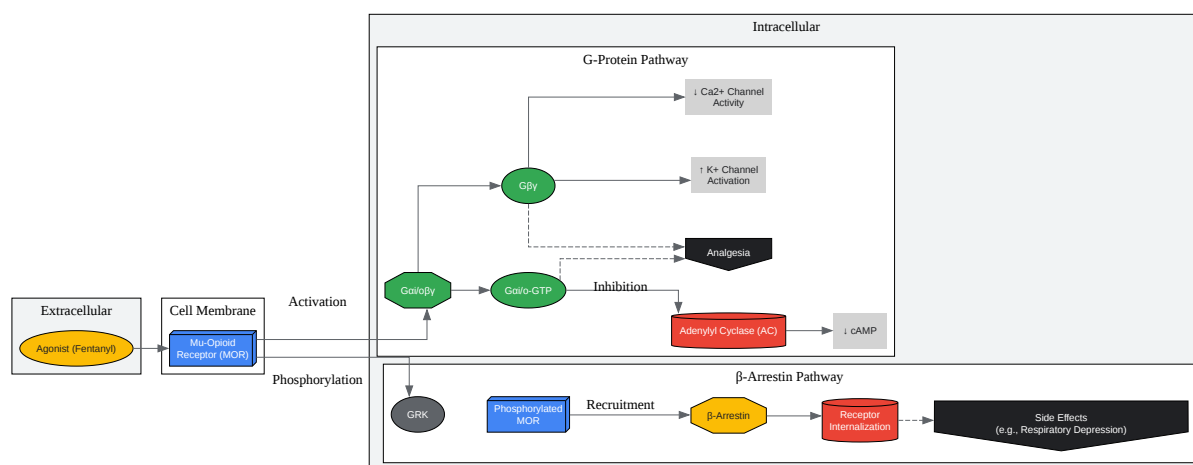 Intracellular
G-Protein Pathway
↓ Ca2+ Channel
Activity
↑ K+ Channel
Activation
Gβγ
Analgesia
Gαi/oβγ
Gαi/o-GTP
Inhibition
Adenylyl Cyclase (AC)
↓ cAMP
Activation
Extracellular
Agonist (Fentanyl)
Cell Membrane
Mu-Opioid
Receptor (MOR)
Phosphorylation
β-Arrestin Pathway
GRK
Phosphorylated
MOR
Recruitment
β-Arrestin
Receptor
Internalization
Side Effects
(e.g., Respiratory Depression)